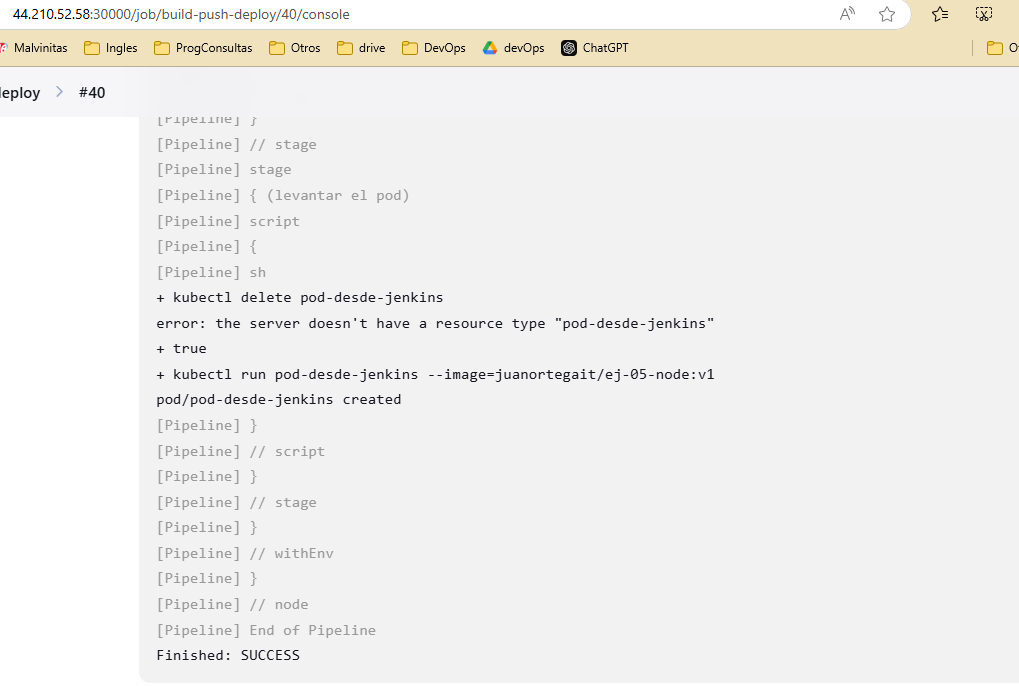 44.210.52.58:30000/job/build-push-deploy/40/console
Malvinitas Ingles ProgConsultas Otros drive DevOps devOps ChatGPT
eploy > #40
[Pipeline] }
[Pipeline] // stage
[Pipeline] stage
[Pipeline] { (levantar el pod)
[Pipeline] script
[Pipeline] {
[Pipeline] sh
+ kubectl delete pod-desde-jenkins
error: the server doesn't have a resource type "pod-desde-jenkins"
+ true
+ kubectl run pod-desde-jenkins --image=juanortegait/ej-05-node:v1
pod/pod-desde-jenkins created
[Pipeline] }
[Pipeline] // script
[Pipeline] }
[Pipeline] // stage
[Pipeline] }
[Pipeline] // withEnv
[Pipeline] }
[Pipeline] // node
[Pipeline] End of Pipeline
Finished: SUCCESS